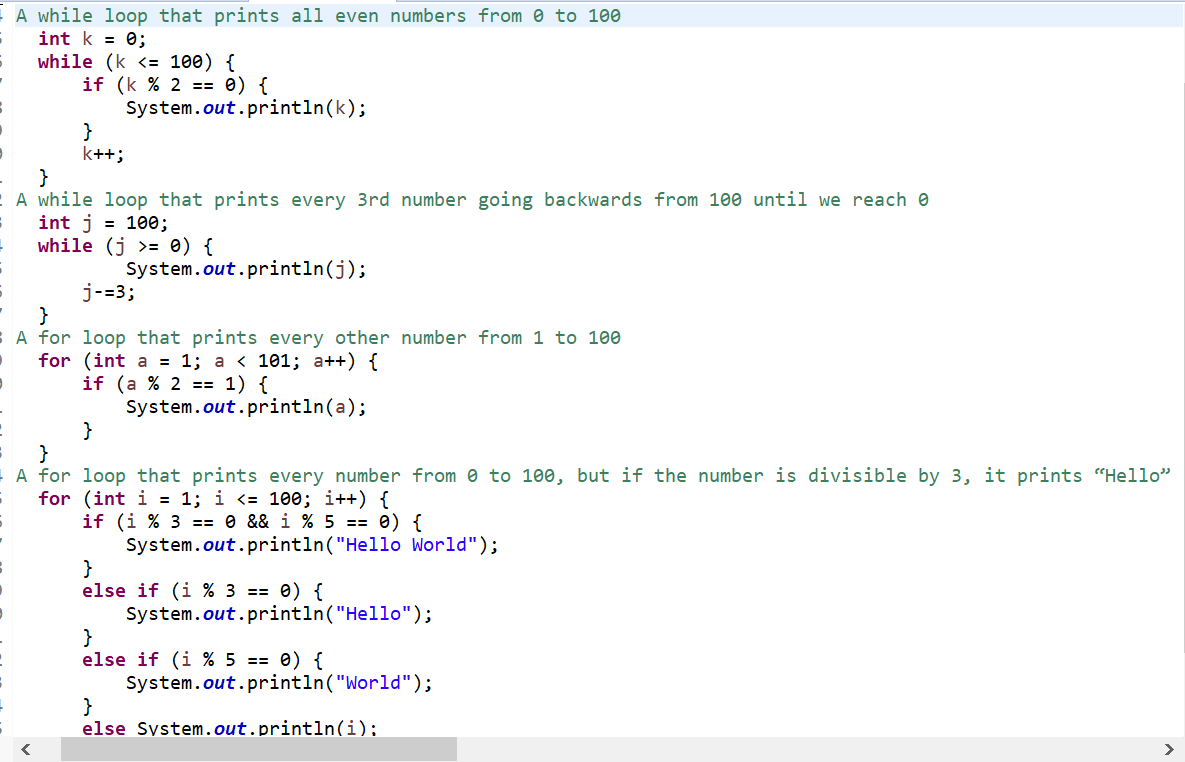 A while loop that prints all even numbers from 0 to 100
int k = 0;
while (k <= 100) {
if (k % 2 == 0) {
System.out.println(k);
}
k++;
}
A while loop that prints every 3rd number going backwards from 100 until we reach 0
int j = 100;
while (j >= 0) {
System.out.println(j);
j-=3;
}
A for loop that prints every other number from 1 to 100
for (int a = 1; a < 101; a++) {
if (a % 2 == 1) {
System.out.println(a);
}
}
A for loop that prints every number from 0 to 100, but if the number is divisible by 3, it prints “Hello”
for (int i = 1; i <= 100; i++) {
if (i % 3 == 0 && i % 5 == 0) {
System.out.println("Hello World");
}
else if (i % 3 == 0) {
System.out.println("Hello");
}
else if (i % 5 == 0) {
System.out.println("World");
}
else System.out.println(i);